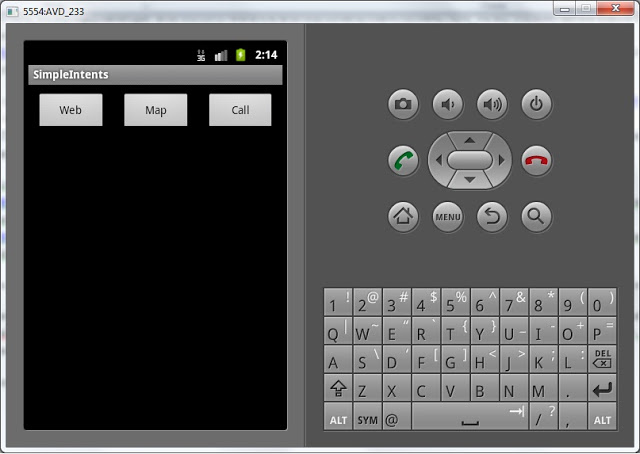 5554:AVD_233
3G 2:14
SimpleIntents
Web Map Call
MENU
1 ! 2 @ 3 # 4 $ 5 % 6 ^ 7 & 8 * 9 ( 0 )
Q | W ~ E " R ` T { Y } U _ I - O + P =
A S \ D ' F [ G ] H < J > K ; L : DEL
Z X C V B N M .
ALT SYM @ / ? , ALT